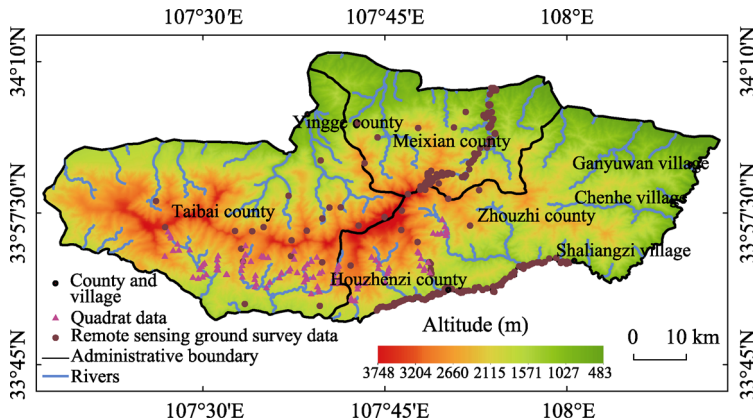 107°30′E 107°45′E 108°E
34°10′N
33°57′30″N
33°45′N
34°10′N
33°57′30″N
33°45′N
Yingge county
Meixian county
Ganyuwan village
Chenhe village
Taibai county
Zhouzhi county
Shaliangzi village
Houzhenzi county
County and
village
Quadrat data
Remote sensing ground survey data
Administrative boundary
Rivers
Altitude (m)
3748 3204 2660 2115 1571 1027 483
0 10 km
107°30′E 107°45′E 108°E